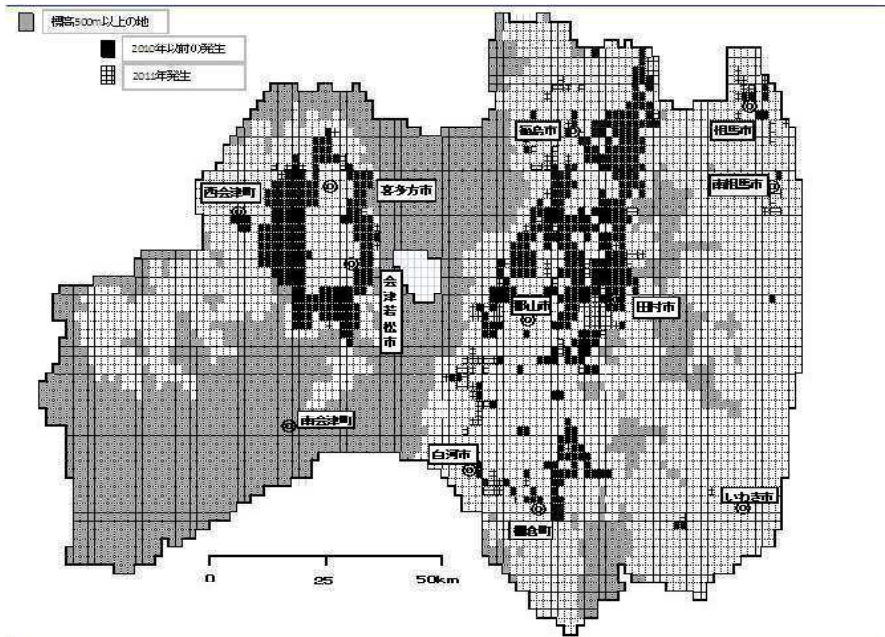 標高500m以上の地
2010年以前の発生
2011年発生
福島市
相馬市
西会津町
喜多方市
南相馬市
会津若松市
郡山市
田村市
南会津町
白河市
いわき市
棚倉町
0 25 50km